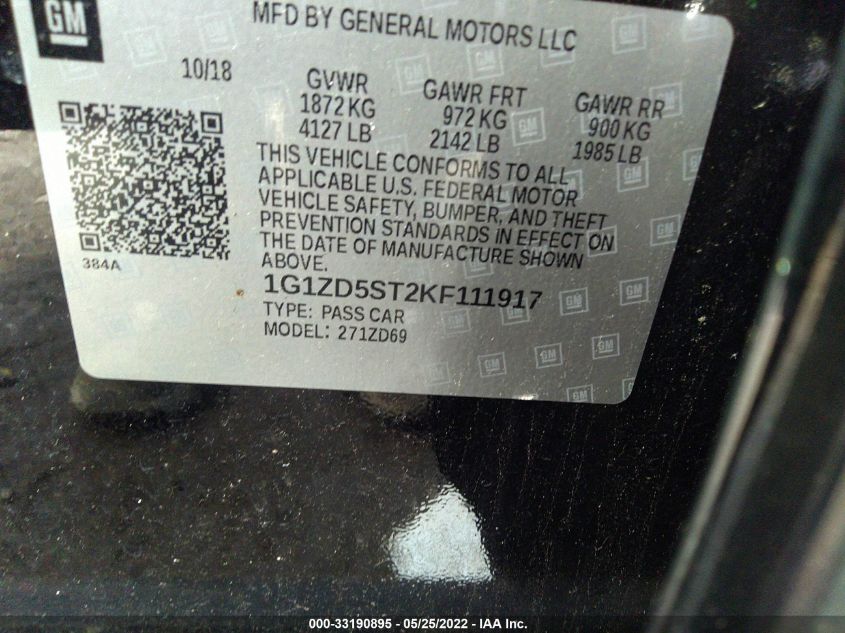 GM
MFD BY GENERAL MOTORS LLC
10/18
GVWR
1872 KG
4127 LB
GAWR FRT
972 KG
2142 LB
GAWR RR
900 KG
1985 LB
THIS VEHICLE CONFORMS TO ALL
APPLICABLE U.S. FEDERAL MOTOR
VEHICLE SAFETY, BUMPER, AND THEFT
PREVENTION STANDARDS IN EFFECT ON
THE DATE OF MANUFACTURE SHOWN
ABOVE.
384A
1G1ZD5ST2KF111917
TYPE: PASS CAR
MODEL: 271ZD69
000-33190895 - 05/25/2022 - IAA Inc.